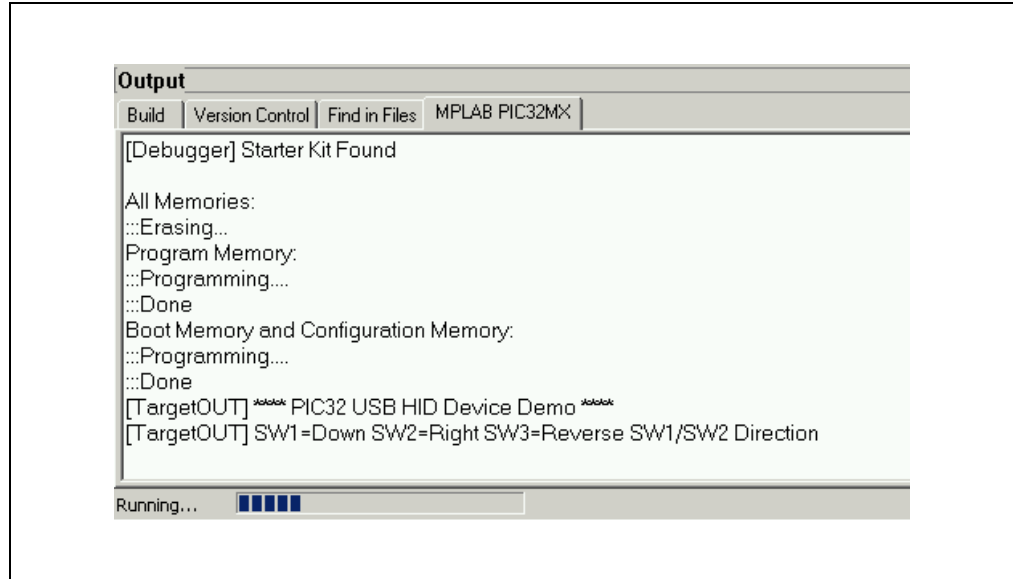 Output
Build Version Control Find in Files MPLAB PIC32MX
[Debugger] Starter Kit Found
All Memories:
:::Erasing...
Program Memory:
:::Programming....
:::Done
Boot Memory and Configuration Memory:
:::Programming....
:::Done
[TargetOUT] **** PIC32 USB HID Device Demo ****
[TargetOUT] SW1=Down SW2=Right SW3=Reverse SW1/SW2 Direction
Running...